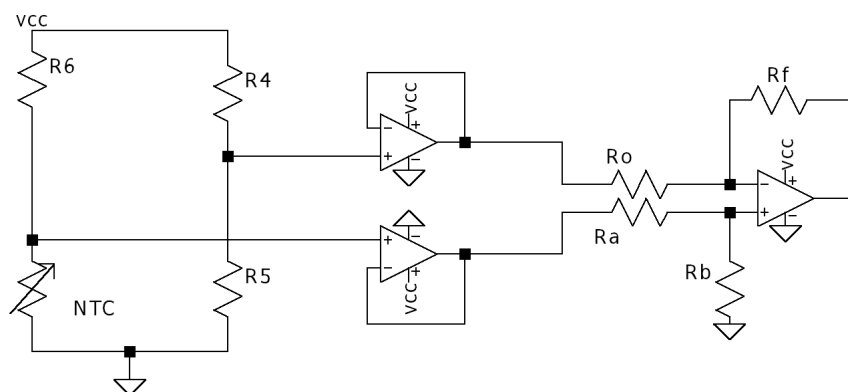 VCC
R6
R4
VCC
+
−
+
−
Ro
Rf
VCC
+
−
+
−
Ra
+
−
−
+
VCC
R5
NTC
Rb